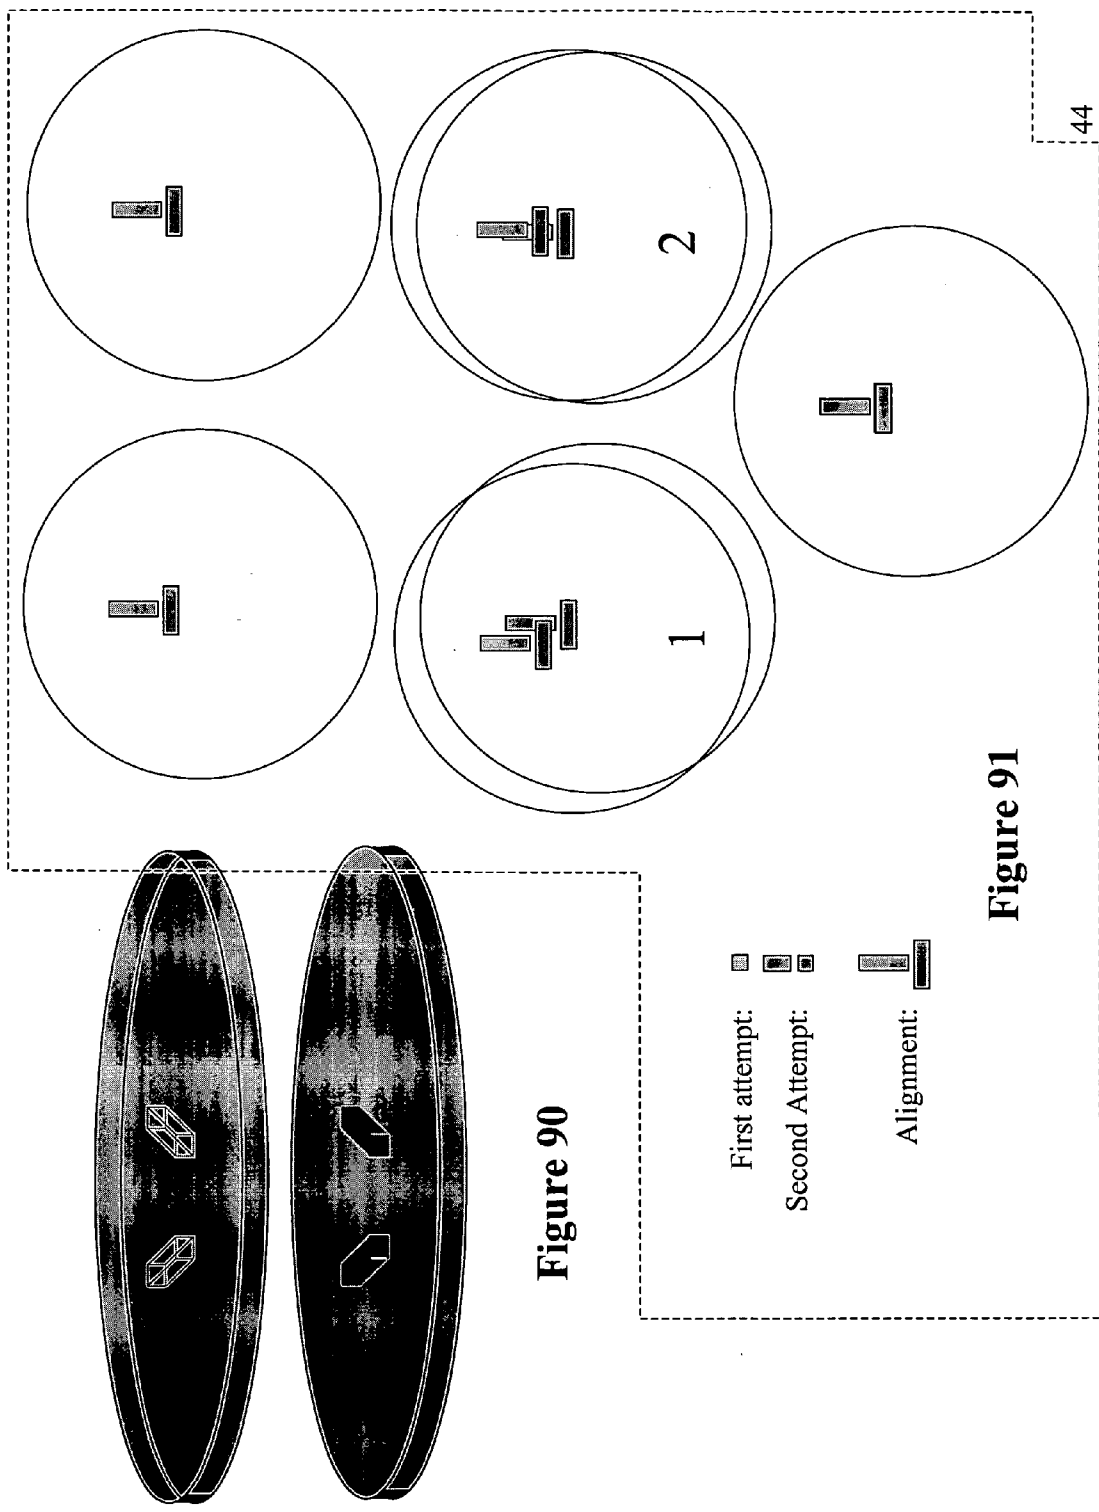 Figure 90
First attempt:
Second Attempt:
Alignment:
Figure 91
1
2
44